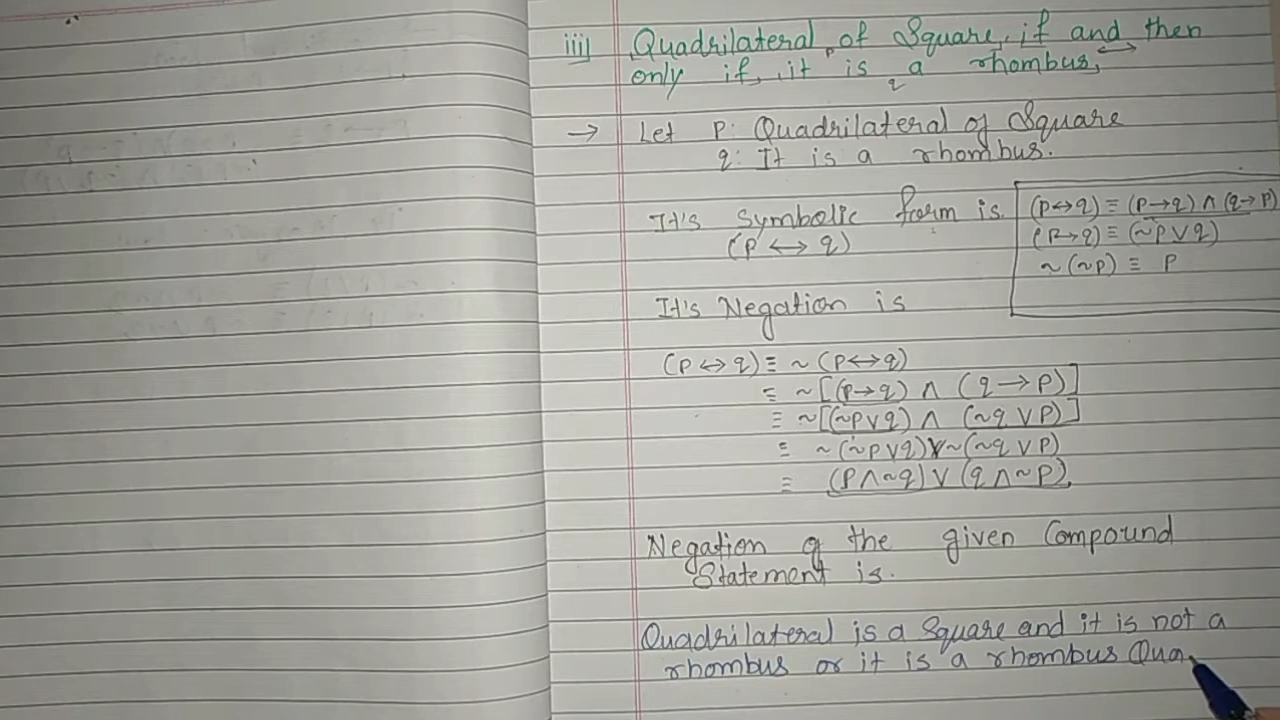 iii) Quadrilateral of Square, if and then
p
only if, it is a rhombus,
q
↔
→ Let P: Quadrilateral of Square
q: It is a rhombus.
It's Symbolic form is
(P ↔ q)
(P↔q) ≡ (P→q) ∧ (q→P)
(P→q) ≡ (~P∨q)
~(~P) ≡ P
It's Negation is
(P↔q) ≡ ~(P↔q)
≡ ~[(P→q) ∧ (q→P)]
≡ ~[(~P∨q) ∧ (~q∨P)]
≡ ~(~P∨q)∨~(~q∨P)
≡ (P∧~q)∨(q∧~P)
Negation of the given Compound
Statement is.
Quadrilateral is a Square and it is not a
rhombus or it is a rhombus Qua